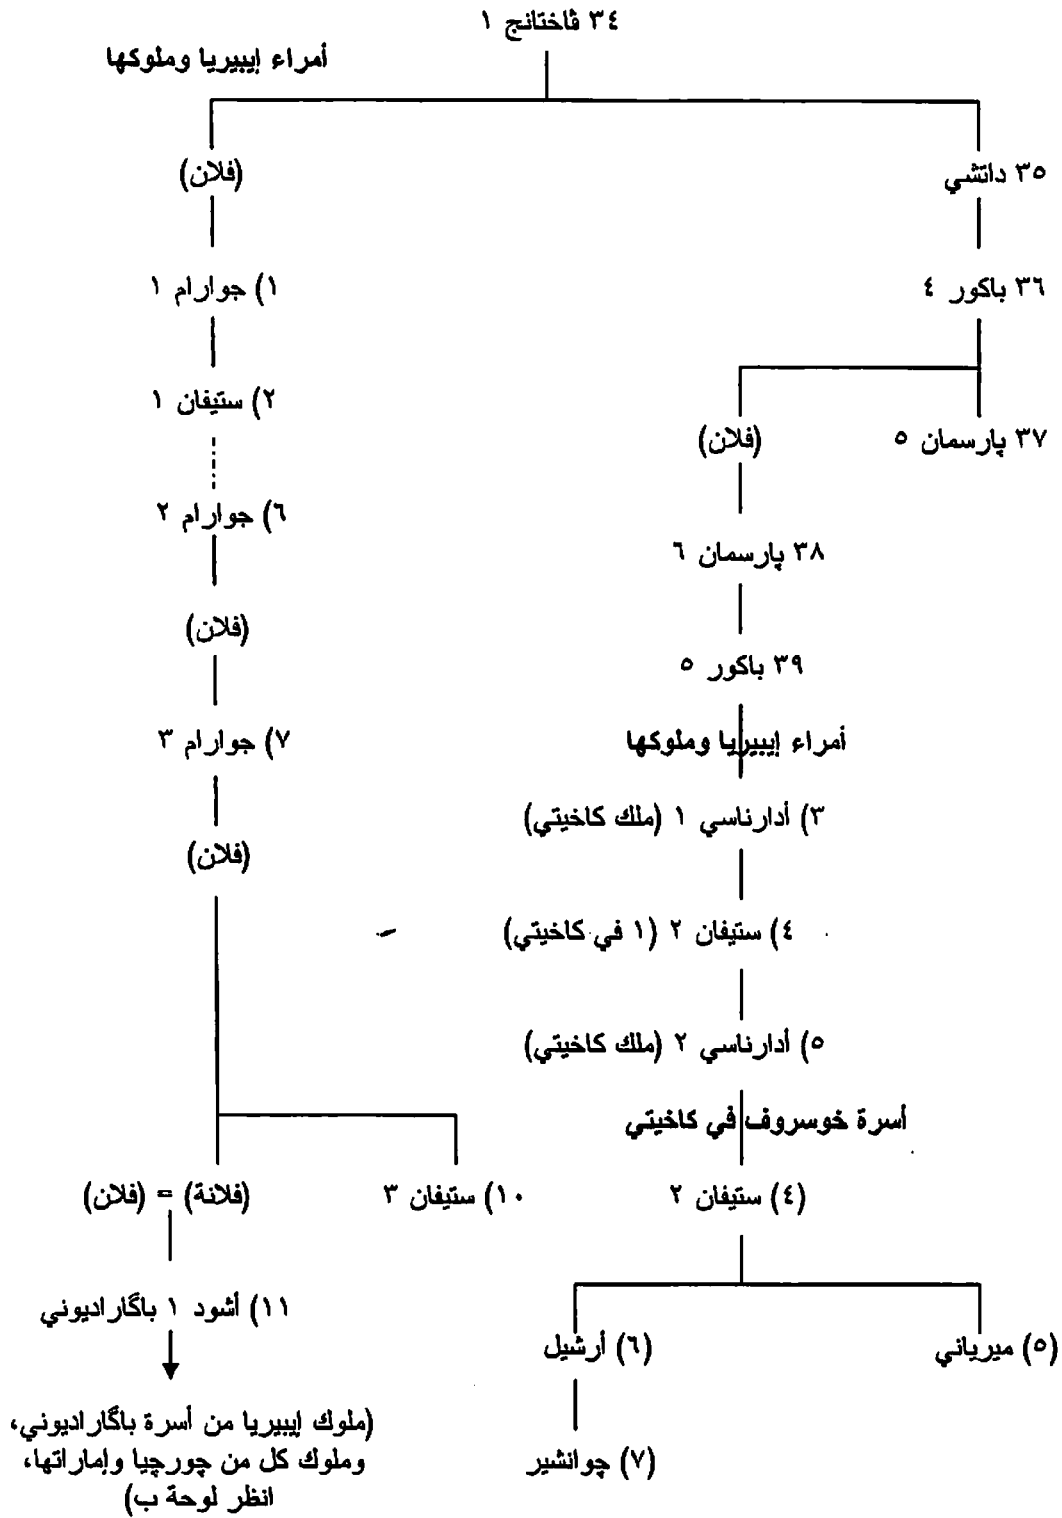 ٣٤ ڤاختانج ١
أمراء إيبيريا وملوكها
٣٥ داتشي
(فلان)
٣٦ باكور ٤
١) جوارام ١
٢) ستيفان ١
٣٧ پارسمان ٥
(فلان)
٦) جوارام ٢
٣٨ پارسمان ٦
(فلان)
٣٩ باكور ٥
أمراء إيبيريا وملوكها
٧) جوارام ٣
٣) أدارناسي ١ (ملك كاخيتي)
(فلان)
٤) ستيفان ٢ (١ في كاخيتي)
٥) أدارناسي ٢ (ملك كاخيتي)
أسرة خوسروف في كاخيتي
(٤) ستيفان ٢
١٠) ستيفان ٣
(فلانة) = (فلان)
١١) أشود ١ باگاراديوني
(٥) ميرياني
(٦) أرشيل
(ملوك إيبيريا من أسرة باگاراديوني،
وملوك كل من چورچيا وإماراتها،
انظر لوحة ب)
(٧) چوانشير